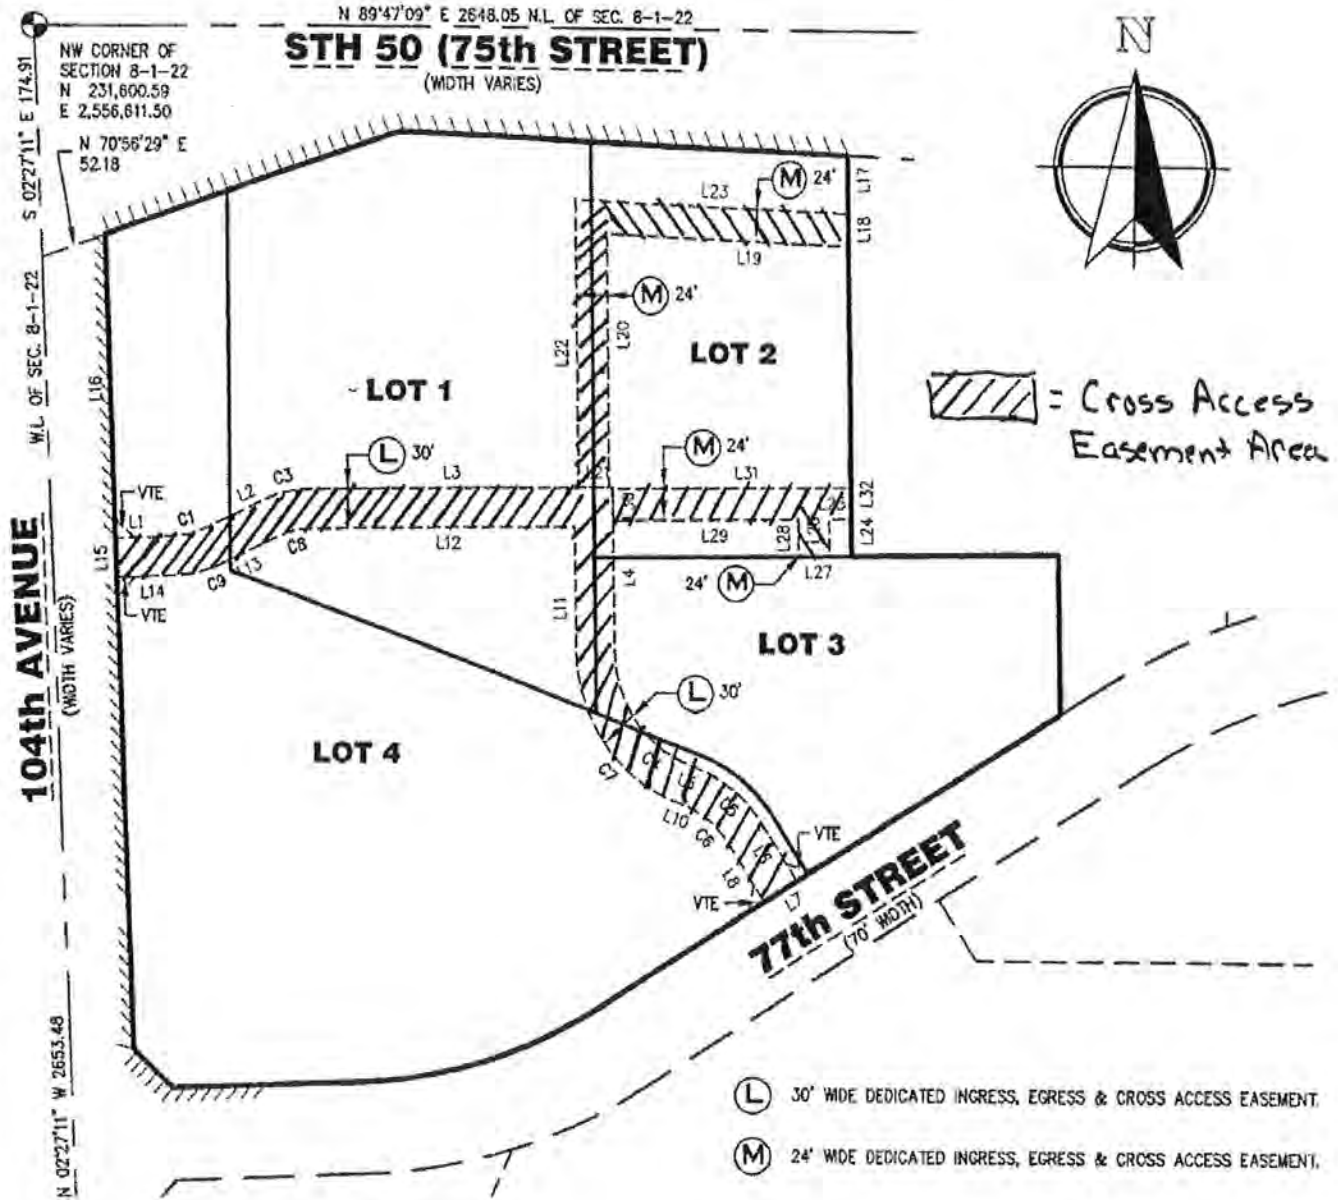 N 89°47'09" E 2648.05 N.L. OF SEC. 8-1-22
STH 50 (75th STREET)
(WIDTH VARIES)
NW CORNER OF
SECTION 8-1-22
N 231,600.59
E 2,556,611.50
N 70°56'29" E
52.18
S 02°27'11" E 174.91
W.L. OF SEC. 8-1-22
N
L17
M 24'
L23
L18
L19
M 24'
L22
L20
LOT 2
L16
LOT 1
= Cross Access
Easement Area
L 30'
M 24'
VTE
L1
C1
L2
C3
L3
L31
L32
L15
L14
C9
L13
C8
L12
L29
L28
L24
VTE
24' M
L27
L11
L4
104th AVENUE
(WIDTH VARIES)
LOT 3
L 30'
LOT 4
C7
C4
L5
C5
L10
C6
L6
L8
VTE
VTE
L7
77th STREET
(70' WIDTH)
N 02°27'11" W 2653.48
L 30' WIDE DEDICATED INGRESS, EGRESS & CROSS ACCESS EASEMENT.
M 24' WIDE DEDICATED INGRESS, EGRESS & CROSS ACCESS EASEMENT.